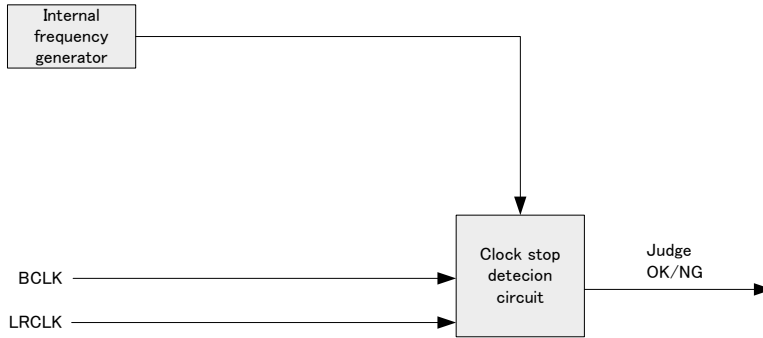 Internal
frequency
generator
Clock stop
detecion
circuit
Judge
OK/NG
BCLK
LRCLK